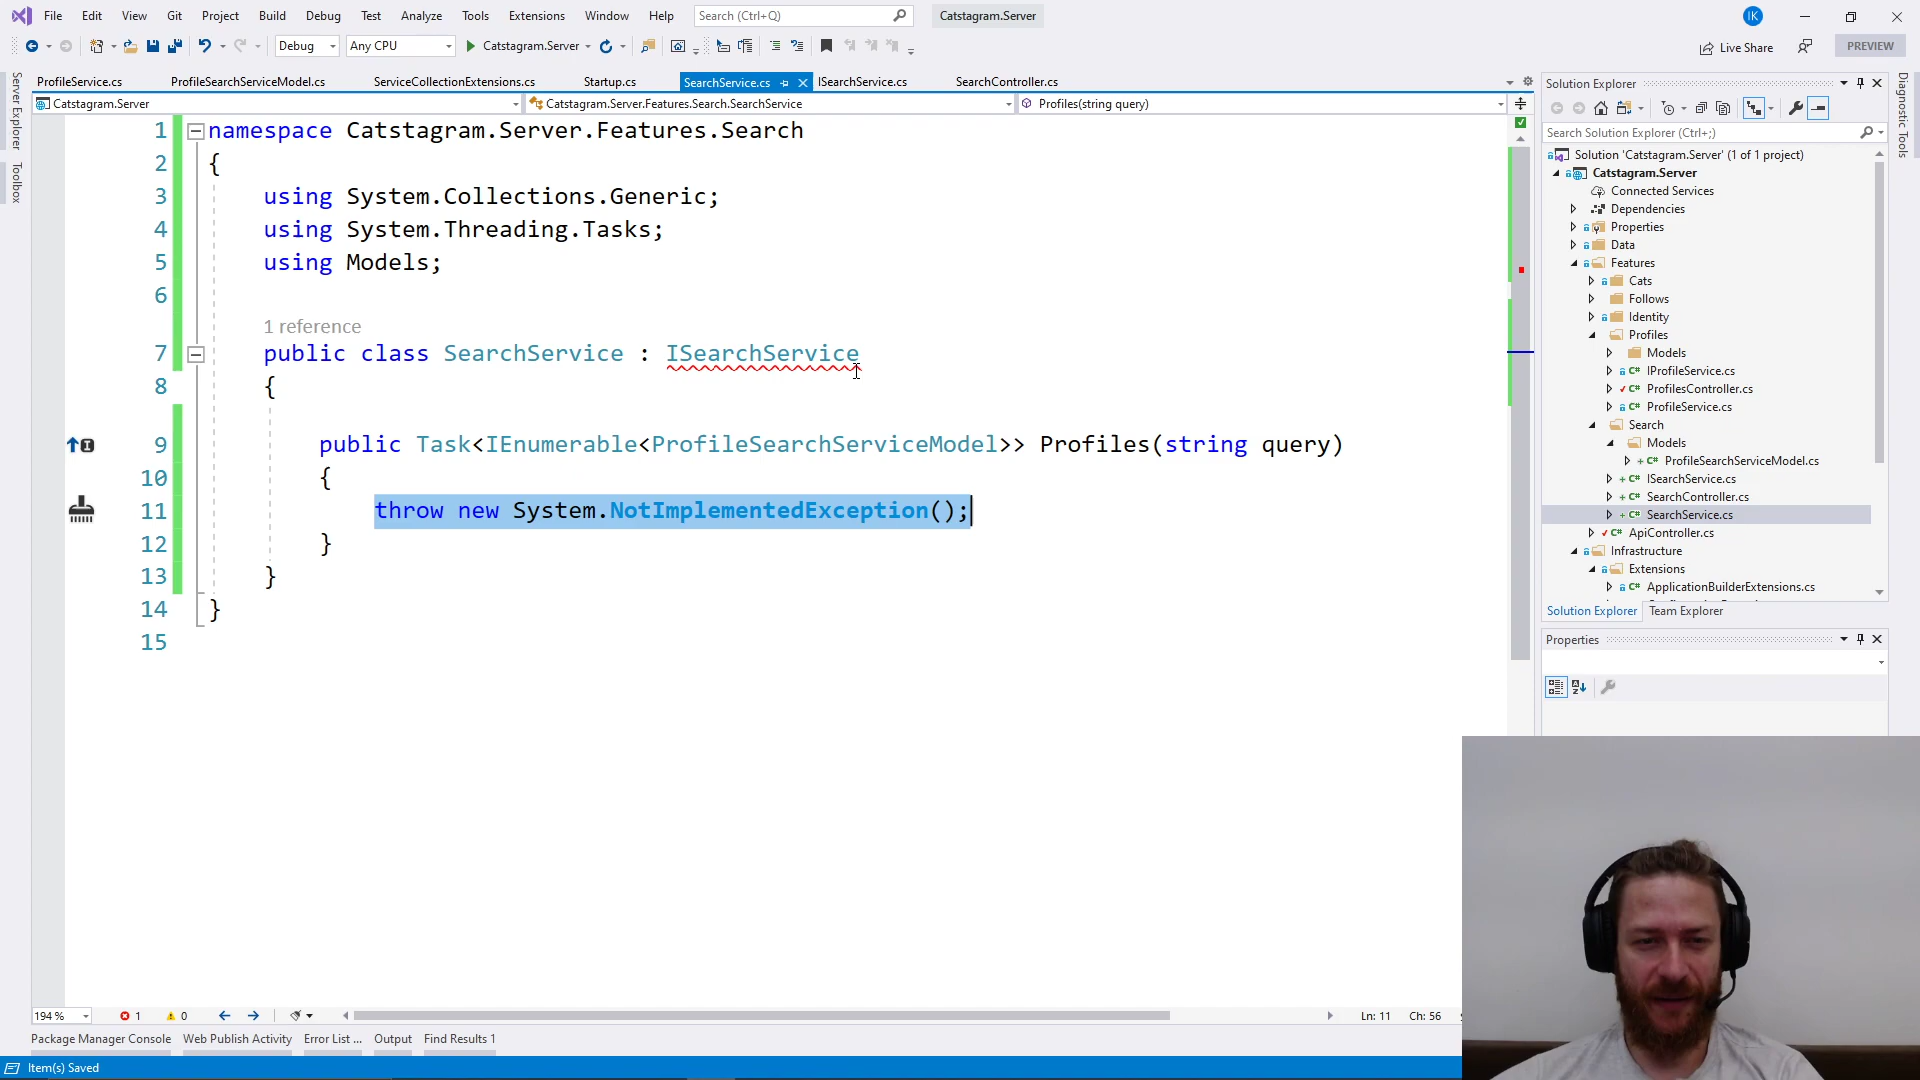 File Edit View Git Project Build Debug Test Analyze Tools Extensions Window Help Search (Ctrl+Q) Catstagram.Server IK
Debug Any CPU Catstagram.Server Live Share PREVIEW
ProfileService.cs ProfileSearchServiceModel.cs ServiceCollectionExtensions.cs Startup.cs SearchService.cs ISearchService.cs SearchController.cs
Catstagram.Server Catstagram.Server.Features.Search.SearchService Profiles(string query)
Server Explorer
Toolbox
1 namespace Catstagram.Server.Features.Search
2 {
3 using System.Collections.Generic;
4 using System.Threading.Tasks;
5 using Models;
6
1 reference
7 public class SearchService : ISearchService
8 {
9 public Task<IEnumerable<ProfileSearchServiceModel>> Profiles(string query)
10 {
11 throw new System.NotImplementedException();
12 }
13 }
14 }
15
194 % 1 0 Ln: 11 Ch: 56
Package Manager Console Web Publish Activity Error List ... Output Find Results 1
Item(s) Saved
Solution Explorer
Search Solution Explorer (Ctrl+;)
Solution 'Catstagram.Server' (1 of 1 project)
Catstagram.Server
Connected Services
Dependencies
Properties
Data
Features
Cats
Follows
Identity
Profiles
Models
IProfileService.cs
ProfilesController.cs
ProfileService.cs
Search
Models
ProfileSearchServiceModel.cs
ISearchService.cs
SearchController.cs
SearchService.cs
ApiController.cs
Infrastructure
Extensions
ApplicationBuilderExtensions.cs
Solution Explorer Team Explorer
Properties
Diagnostic Tools